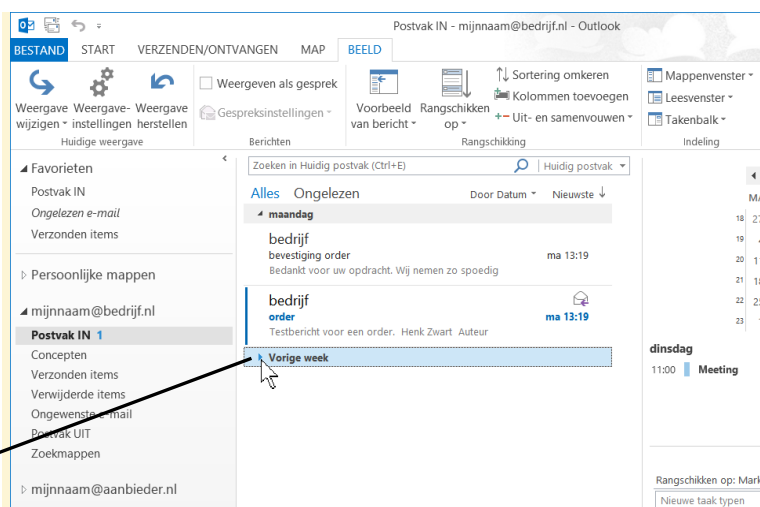 Postvak IN - mijnnaam@bedrijf.nl - Outlook
BESTAND START VERZENDEN/ONTVANGEN MAP BEELD
Weergave wijzigen
Weergave-instellingen
Weergave herstellen
Huidige weergave
Weergeven als gesprek
Gespreksinstellingen
Berichten
Voorbeeld van bericht
Rangschikken op:
Sortering omkeren
Kolommen toevoegen
Uit- en samenvouwen
Rangschikking
Mappenvenster
Leesvenster
Takenbalk
Indeling
Favorieten
Postvak IN
Ongelezen e-mail
Verzonden items
Persoonlijke mappen
mijnnaam@bedrijf.nl
Postvak IN 1
Concepten
Verzonden items
Verwijderde items
Ongewenste e-mail
Postvak UIT
Zoekmappen
mijnnaam@aanbieder.nl
Zoeken in Huidig postvak (Ctrl+E) Huidig postvak
Alles Ongelezen Door Datum Nieuwste
maandag
bedrijf
bevestiging order ma 13:19
Bedankt voor uw opdracht. Wij nemen zo spoedig
bedrijf
order ma 13:19
Testbericht voor een order. Henk Zwart Auteur
Vorige week
18
19
20
21
22
23
dinsdag
11:00 Meeting
Rangschikken op: Mark
Nieuwe taak typen